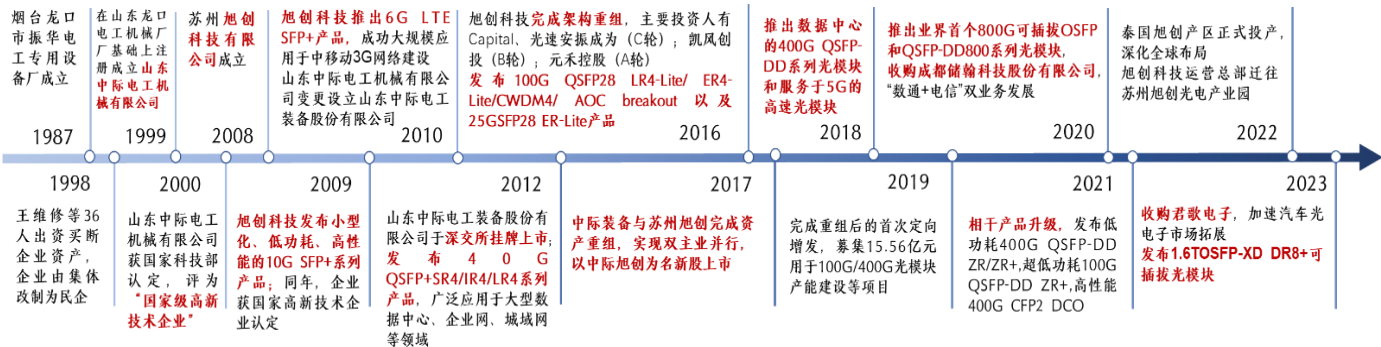 烟台龙口
市振华电
工专用设
备厂成立
1987
在山东龙口
电工机械厂
厂基础上注
册成立山东
中际电工机
械有限公司
1999
苏州旭创
科技有限
公司成立
2008
旭创科技推出6G LTE
SFP+产品，成功大规模应
用于中移动3G网络建设
山东中际电工机械有限公
司变更设立山东中际电工
装备股份有限公司
2010
旭创科技完成架构重组，主要投资人有
Capital、光速安振成为（C轮）；凯风创
投（B轮）；元禾控股（A轮）
发布100G QSFP28 LR4-Lite/ ER4-
Lite/CWDM4/ AOC breakout 以及
25GSFP28 ER-Lite产品
2016
推出数据中心
的400G QSFP-
DD系列光模块
和服务于5G的
高速光模块
2018
推出业界首个800G可插拔OSFP
和QSFP-DD800系列光模块，
收购成都储翰科技股份有限公司，
“数通+电信”双业务发展
2020
泰国旭创产区正式投产，
深化全球布局
旭创科技运营总部迁往
苏州旭创光电产业园
2022
1998
王维修等36
人出资买断
企业资产，
企业由集体
改制为民企
2000
山东中际电工
机械有限公司
获国家科技部
认定，评为
“国家级高新
技术企业”
2009
旭创科技发布小型
化、低功耗、高性
能的10G SFP+系列
产品；同年，企业
获国家高新技术企
业认定
2012
山东中际电工装备股份有
限公司于深交所挂牌上市；
发布40G
QSFP+SR4/IR4/LR4系列
产品，广泛应用于大型数
据中心、企业网、城域网
等领域
2017
中际装备与苏州旭创完成资
产重组，实现双主业并行，
以中际旭创为名新股上市
2019
完成重组后的首次定向
增发，募集15.56亿元
用于100G/400G光模块
产能建设等项目
2021
相干产品升级，发布低
功耗400G QSFP-DD
ZR/ZR+,超低功耗100G
QSFP-DD ZR+,高性能
400G CFP2 DCO
2023
收购君歌电子，加速汽车光
电子市场拓展
发布1.6TOSFP-XD DR8+可
插拔光模块